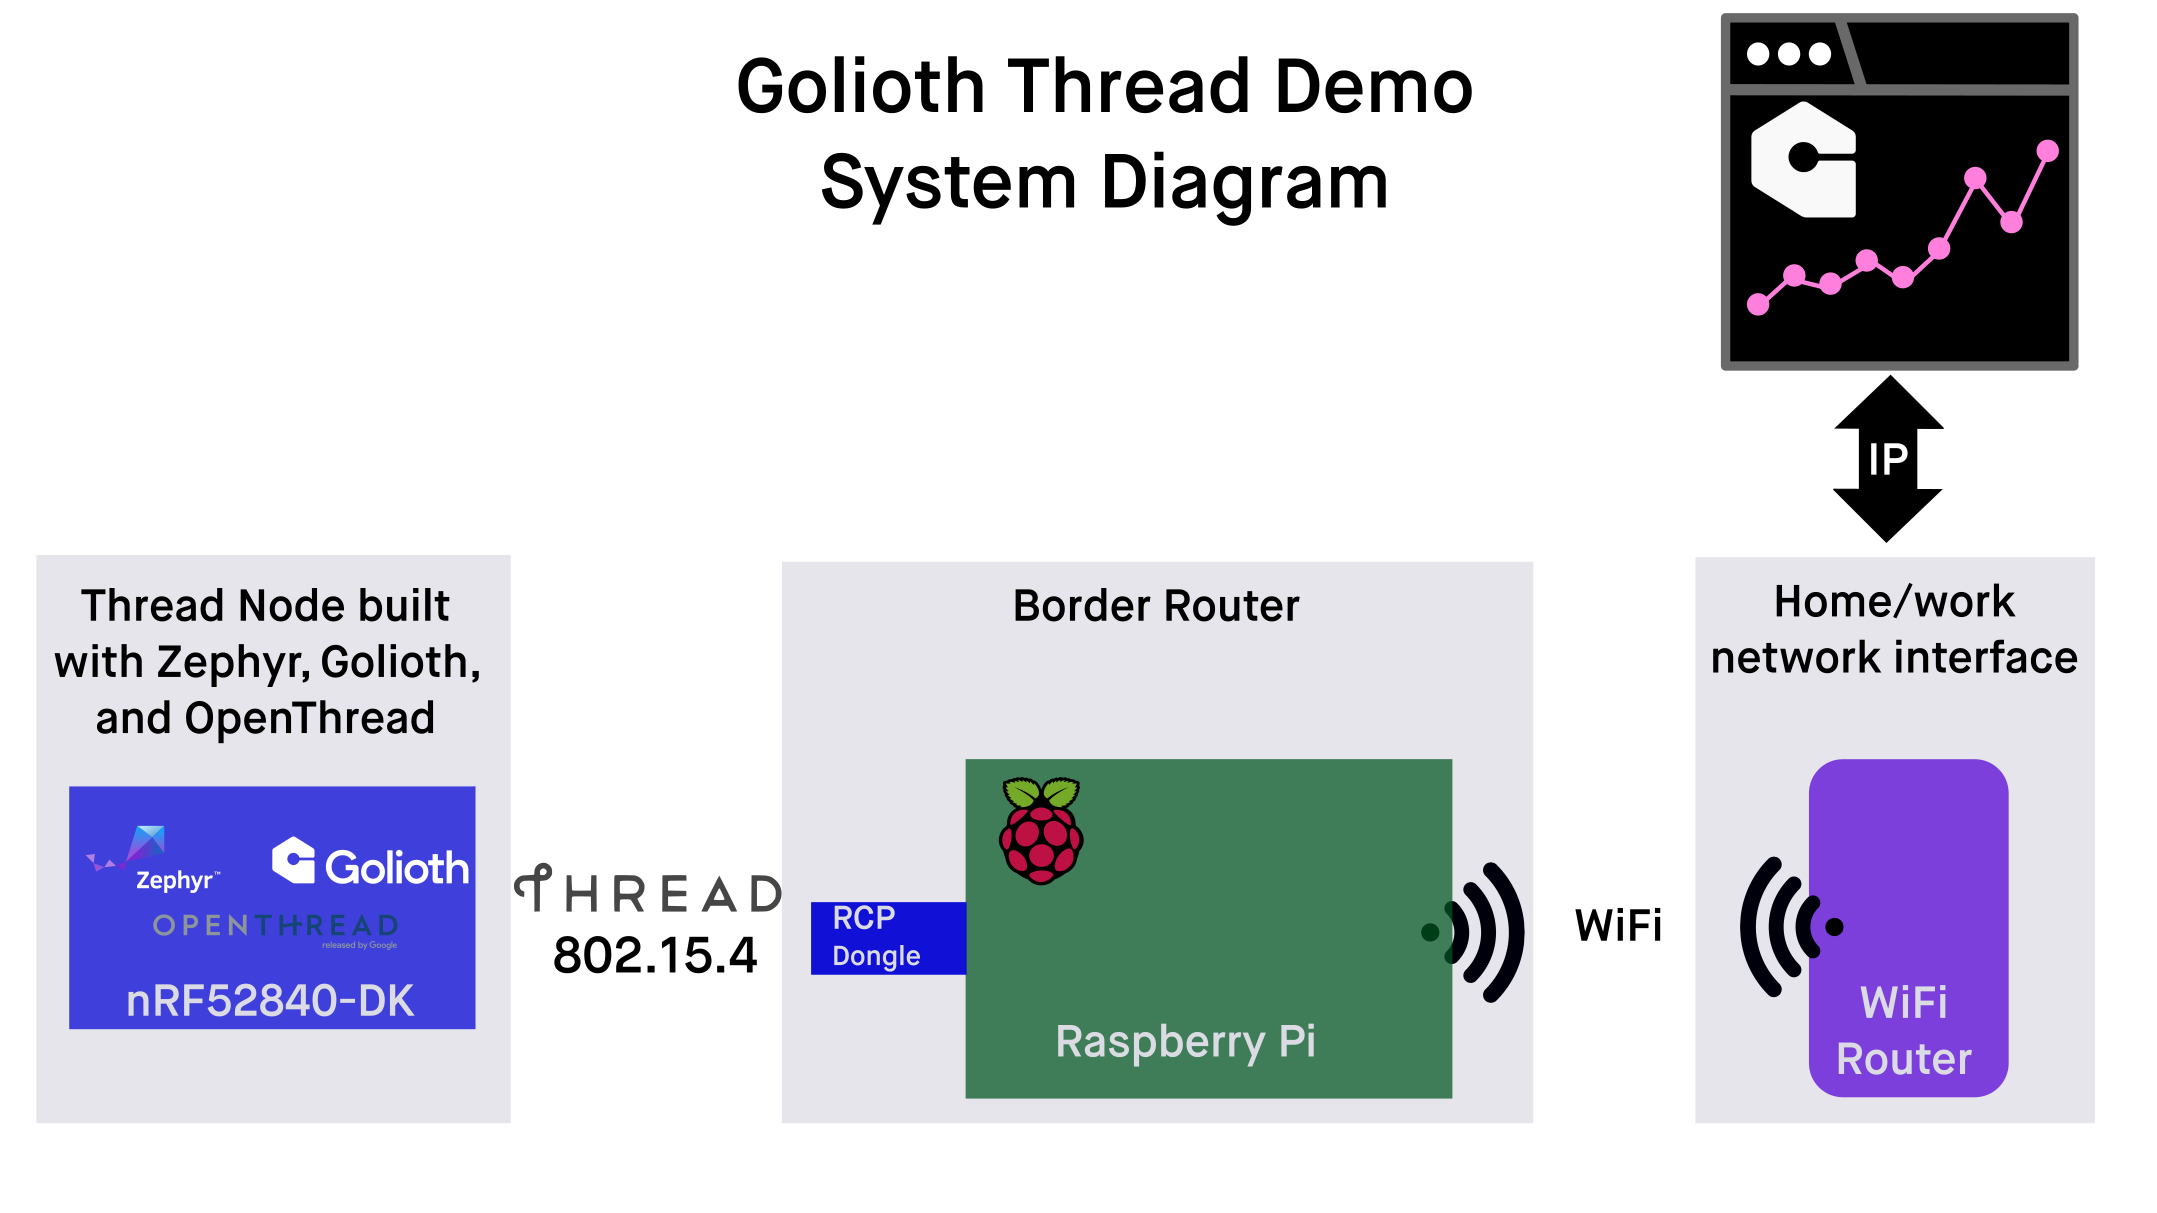 Golioth Thread Demo
System Diagram
IP
Thread Node built
with Zephyr, Golioth,
and OpenThread
Zephyr™
Golioth
OPENTHREAD
released by Google
nRF52840-DK
THREAD
802.15.4
Border Router
RCP
Dongle
Raspberry Pi
WiFi
Home/work
network interface
WiFi
Router